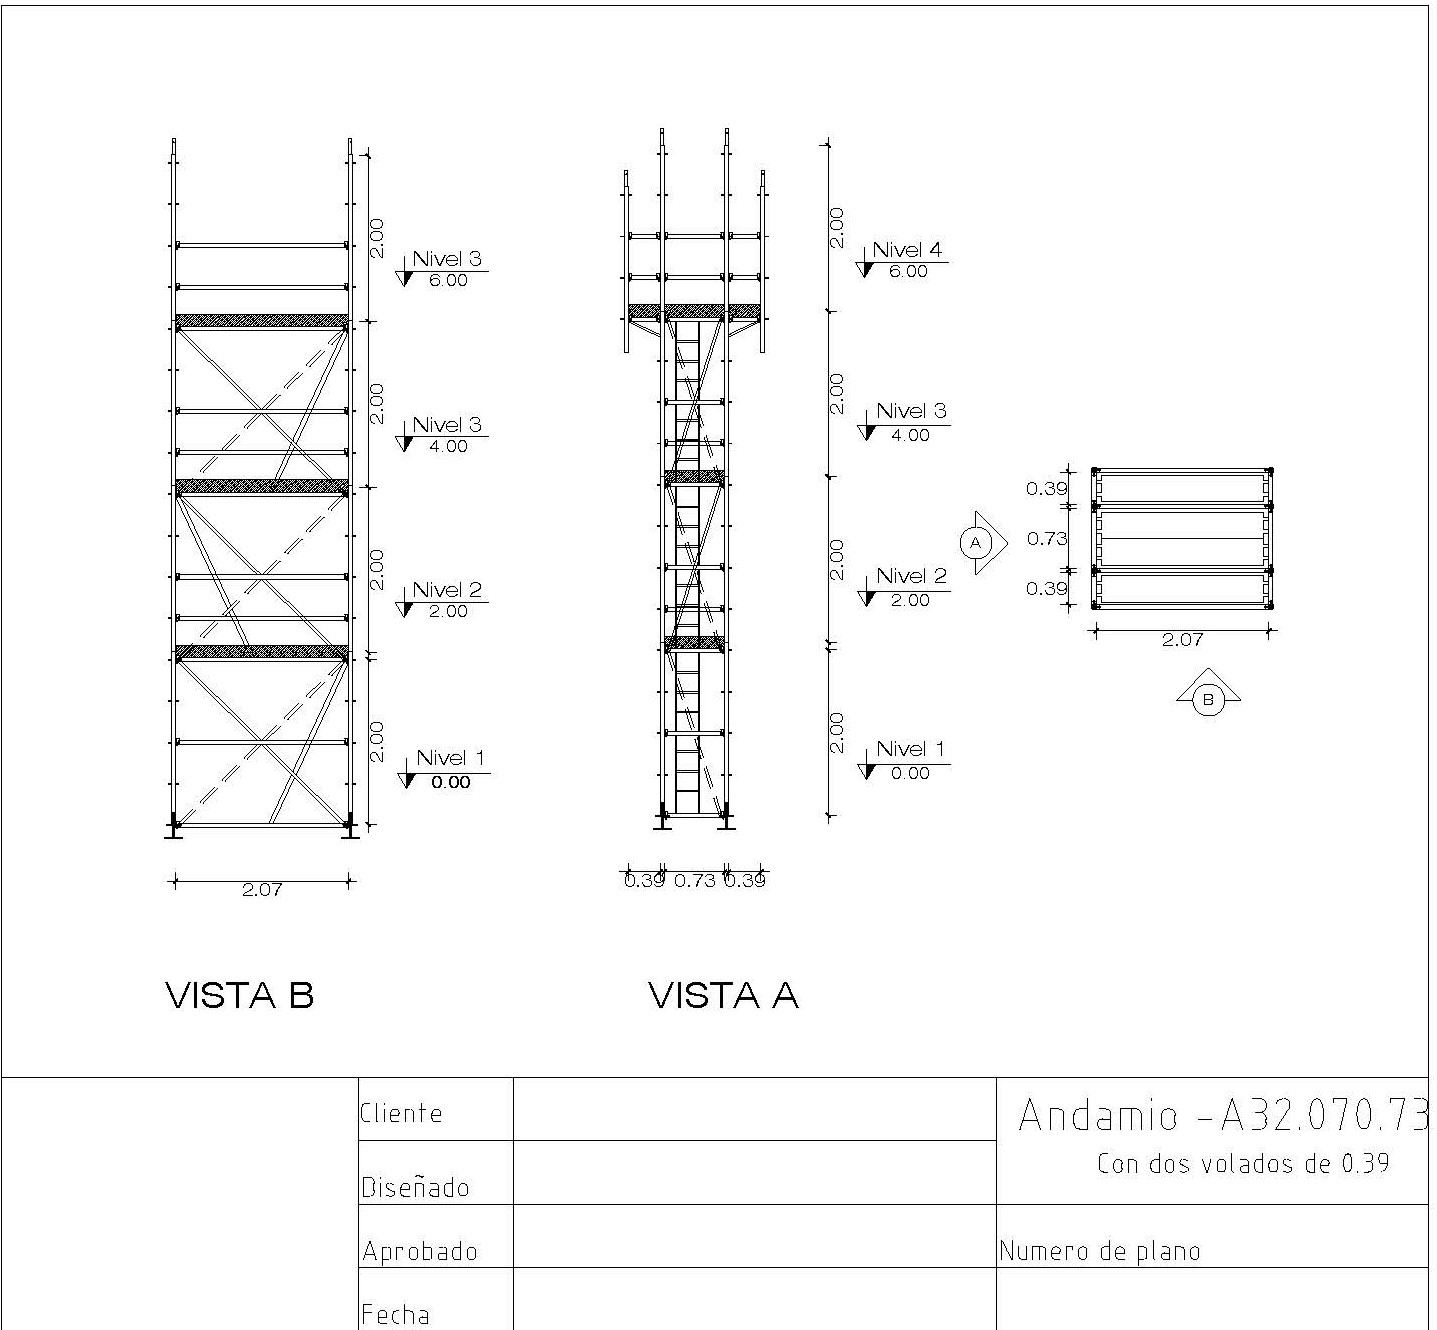 2.00
Nivel 3
6.00
2.00
Nivel 3
4.00
2.00
Nivel 2
2.00
2.00
Nivel 1
0.00
2.07
VISTA B
2.00
Nivel 4
6.00
2.00
Nivel 3
4.00
2.00
Nivel 2
2.00
2.00
Nivel 1
0.00
0.39 0.73 0.39
VISTA A
0.39
A
0.73
0.39
2.07
B
Cliente
Andamio -A32.070.73
Con dos volados de 0.39
Diseñado
Aprobado
Numero de plano
Fecha